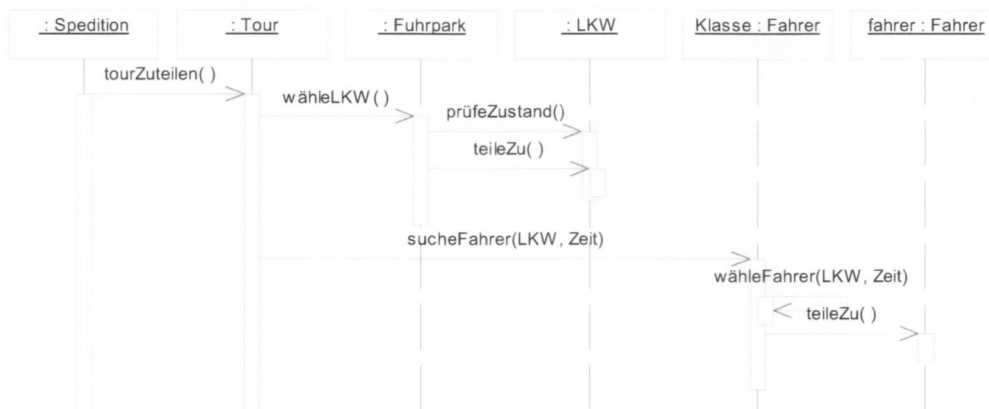 : Spedition
: Tour
: Fuhrpark
: LKW
Klasse : Fahrer
fahrer : Fahrer
tourZuteilen( )
wähleLKW( )
prüfeZustand()
teileZu( )
sucheFahrer(LKW, Zeit)
wähleFahrer(LKW, Zeit)
teileZu( )